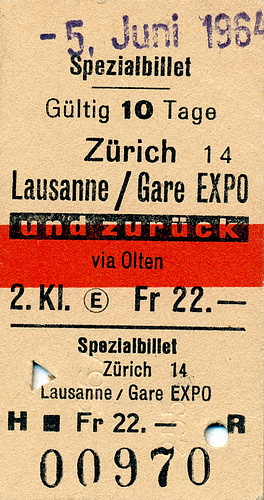 - 5. Juni 1964
Spezialbillet
Gültig 10 Tage
Zürich 14
Lausanne / Gare EXPO
und zurück
via Olten
2. Kl. E Fr 22.—
Spezialbillet
Zürich 14
Lausanne / Gare EXPO
H ■ Fr 22.— R
00970